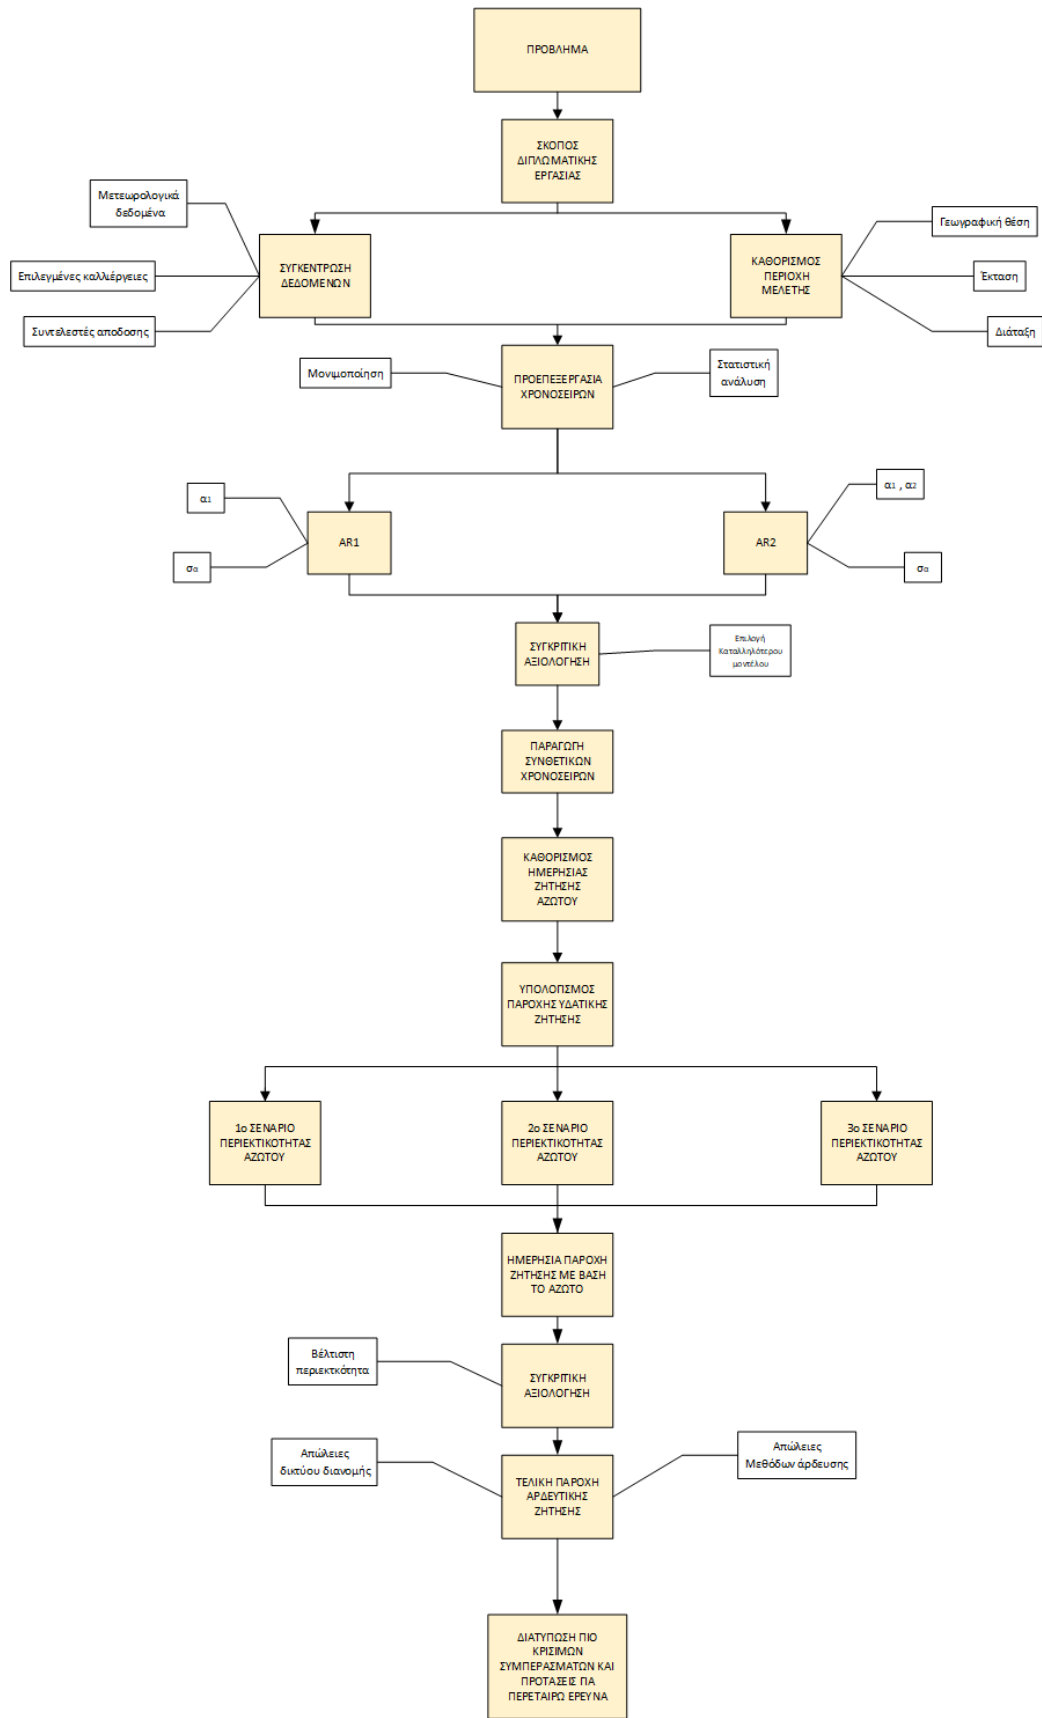 ΠΡΟΒΛΗΜΑ
ΣΚΟΠΟΣ
ΔΙΠΛΩΜΑΤΙΚΗΣ
ΕΡΓΑΣΙΑΣ
Μετεωρολογικά
δεδομένα
Επιλεγμένες καλλιέργειες
Συντελεστές αποδοσης
ΣΥΓΚΕΝΤΡΩΣΗ
ΔΕΔΟΜΕΝΩΝ
ΚΑΘΟΡΙΣΜΟΣ
ΠΕΡΙΟΧΗ
ΜΕΛΕΤΗΣ
Γεωγραφική θέση
Έκταση
Διάταξη
Μονιμοποίηση
ΠΡΟΕΠΕΞΕΡΓΑΣΙΑ
ΧΡΟΝΟΣΕΙΡΩΝ
Στατιστική
ανάλυση
α1
σα
AR1
AR2
α1 , α2
σα
ΣΥΓΚΡΙΤΙΚΗ
ΑΞΙΟΛΟΓΗΣΗ
Επιλογή
Καταλληλότερου
μοντέλου
ΠΑΡΑΓΩΓΗ
ΣΥΝΘΕΤΙΚΩΝ
ΧΡΟΝΟΣΕΙΡΩΝ
ΚΑΘΟΡΙΣΜΟΣ
ΗΜΕΡΗΣΙΑΣ
ΖΗΤΗΣΗΣ
ΑΖΩΤΟΥ
ΥΠΟΛΟΓΙΣΜΟΣ
ΠΑΡΟΧΗΣ ΥΔΑΤΙΚΗΣ
ΖΗΤΗΣΗΣ
1ο ΣΕΝΑΡΙΟ
ΠΕΡΙΕΚΤΙΚΟΤΗΤΑΣ
ΑΖΩΤΟΥ
2ο ΣΕΝΑΡΙΟ
ΠΕΡΙΕΚΤΙΚΟΤΗΤΑΣ
ΑΖΩΤΟΥ
3ο ΣΕΝΑΡΙΟ
ΠΕΡΙΕΚΤΙΚΟΤΗΤΑΣ
ΑΖΩΤΟΥ
ΗΜΕΡΗΣΙΑ ΠΑΡΟΧΗ
ΖΗΤΗΣΗΣ ΜΕ ΒΑΣΗ
ΤΟ ΑΖΩΤΟ
Βέλτιστη
περιεκτκότητα
ΣΥΓΚΡΙΤΙΚΗ
ΑΞΙΟΛΟΓΗΣΗ
Απώλειες
δικτύου διανομής
ΤΕΛΙΚΗ ΠΑΡΟΧΗ
ΑΡΔΕΥΤΙΚΗΣ
ΖΗΤΗΣΗΣ
Απώλειες
Μεθόδων άρδευσης
ΔΙΑΤΥΠΩΣΗ ΠΙΟ
ΚΡΙΣΙΜΩΝ
ΣΥΜΠΕΡΑΣΜΑΤΩΝ ΚΑΙ
ΠΡΟΤΑΣΕΙΣ ΓΙΑ
ΠΕΡΕΤΑΙΡΩ ΕΡΕΥΝΑ